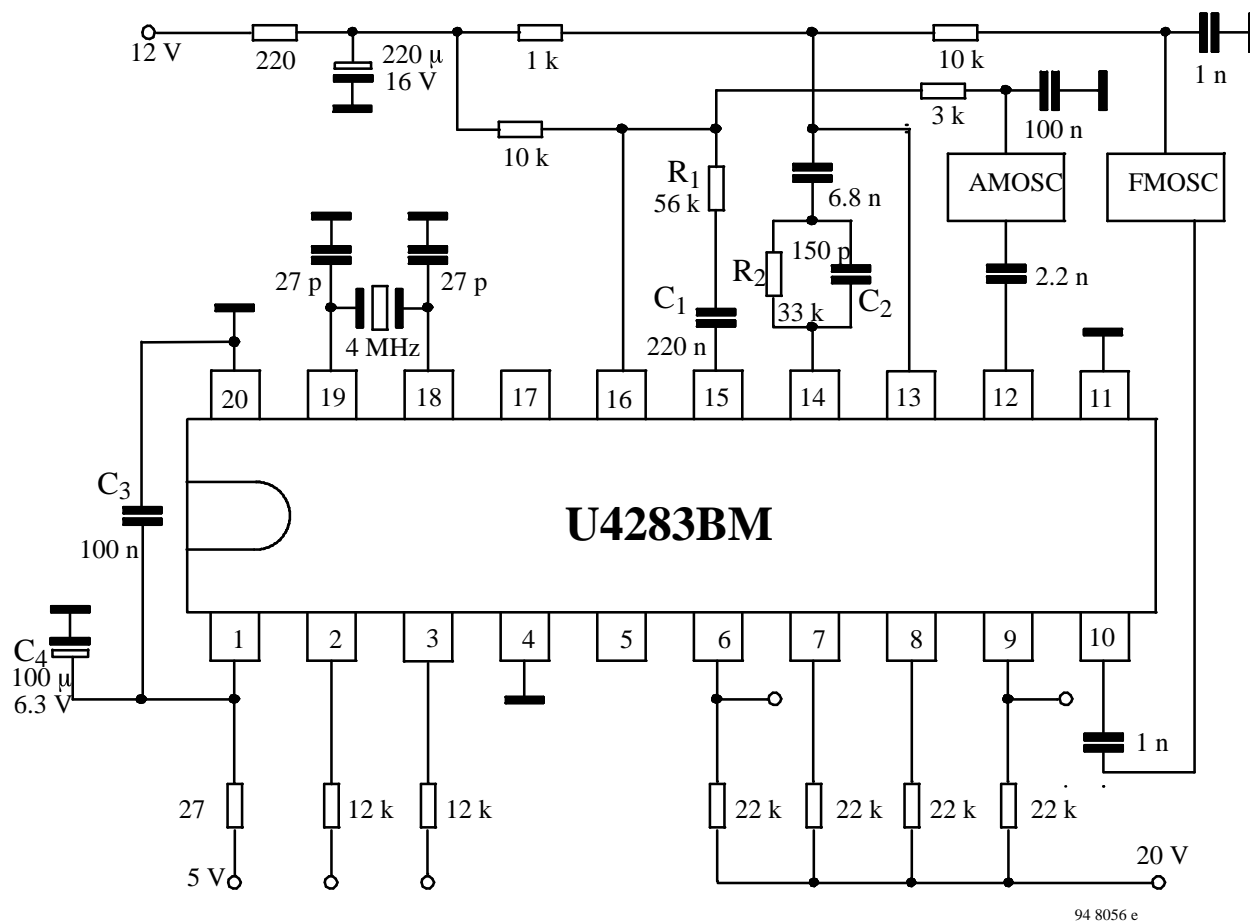 12 V
220
220 µ
16 V
1 k
10 k
1 n
10 k
3 k
100 n
R1
56 k
6.8 n
AMOSC
FMOSC
27 p
27 p
4 MHz
C1
220 n
R2
33 k
150 p
C2
2.2 n
20
19
18
17
16
15
14
13
12
11
C3
100 n
U4283BM
C4
100 µ
6.3 V
1
2
3
4
5
6
7
8
9
10
1 n
27
12 k
12 k
22 k
22 k
22 k
22 k
5 V
20 V
94 8056 e